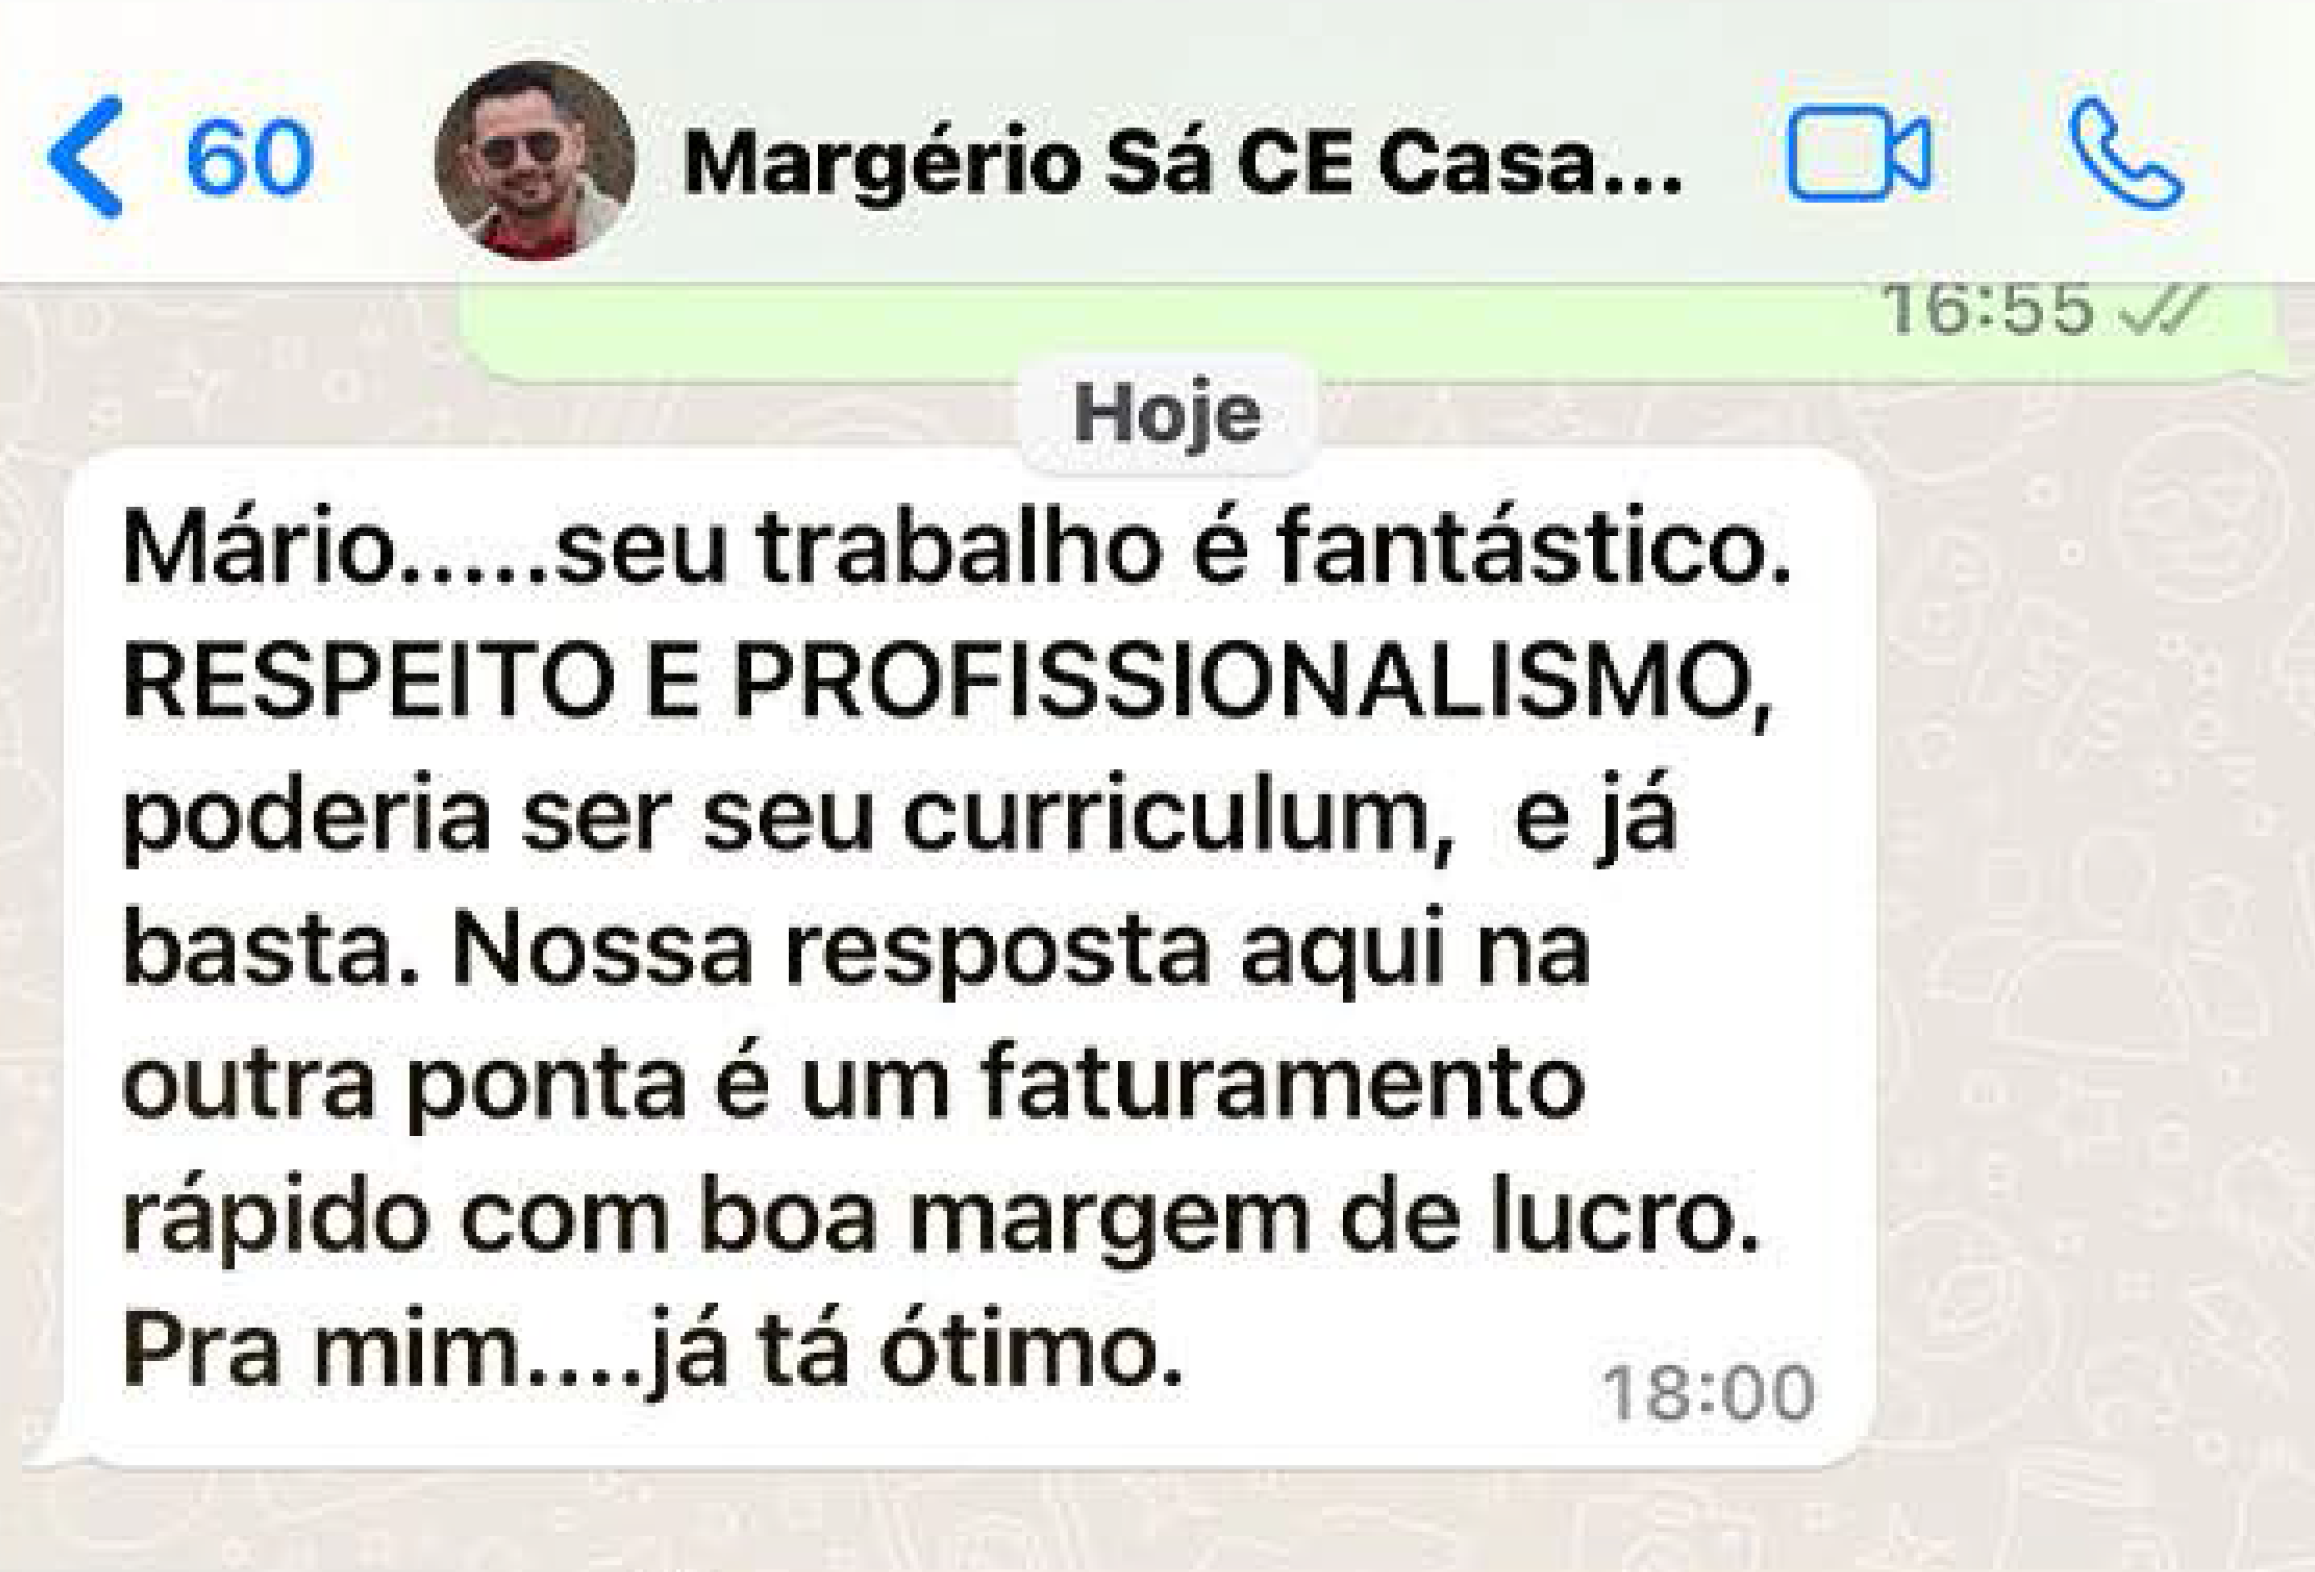 60 Margério Sá CE Casa...
16:55
Hoje
Mário.....seu trabalho é fantástico.
RESPEITO E PROFISSIONALISMO,
poderia ser seu curriculum,  e já
basta. Nossa resposta aqui na
outra ponta é um faturamento
rápido com boa margem de lucro.
Pra mim....já tá ótimo.
18:00